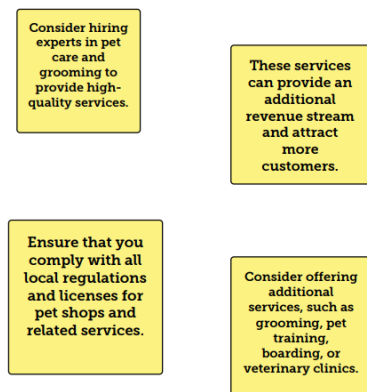 Consider hiring
experts in pet
care and
grooming to
provide high-
quality services.
These services
can provide an
additional
revenue stream
and attract
more
customers.
Ensure that you
comply with all
local regulations
and licenses for
pet shops and
related services.
Consider offering
additional
services, such as
grooming, pet
training,
boarding, or
veterinary clinics.